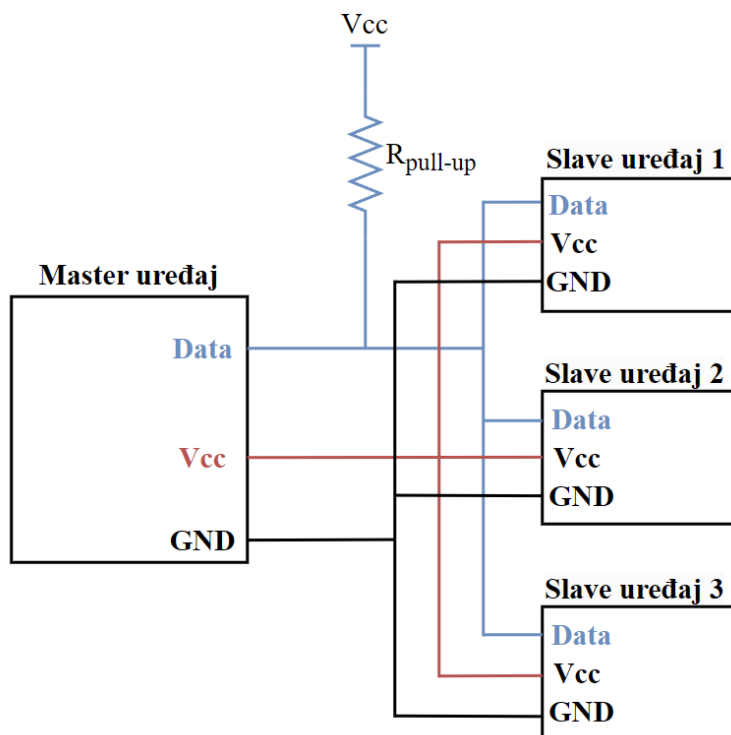 Vcc
Rpull-up
Master uređaj
Data
Vcc
GND
Slave uređaj 1
Data
Vcc
GND
Slave uređaj 2
Data
Vcc
GND
Slave uređaj 3
Data
Vcc
GND